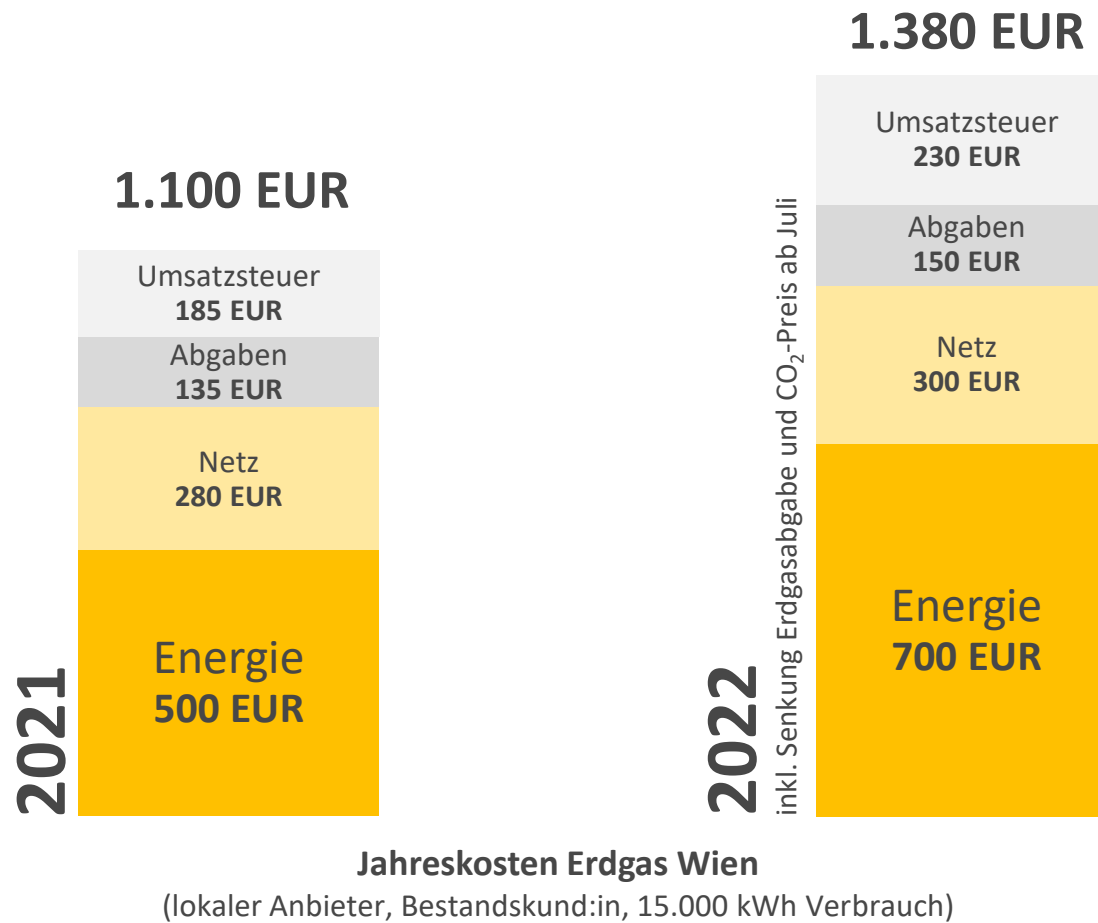 1.100 EUR
Umsatzsteuer
185 EUR
Abgaben
135 EUR
Netz
280 EUR
Energie
500 EUR
2021
1.380 EUR
Umsatzsteuer
230 EUR
Abgaben
150 EUR
Netz
300 EUR
Energie
700 EUR
2022
inkl. Senkung Erdgasabgabe und CO₂-Preis ab Juli
Jahreskosten Erdgas Wien
(lokaler Anbieter, Bestandskund:in, 15.000 kWh Verbrauch)